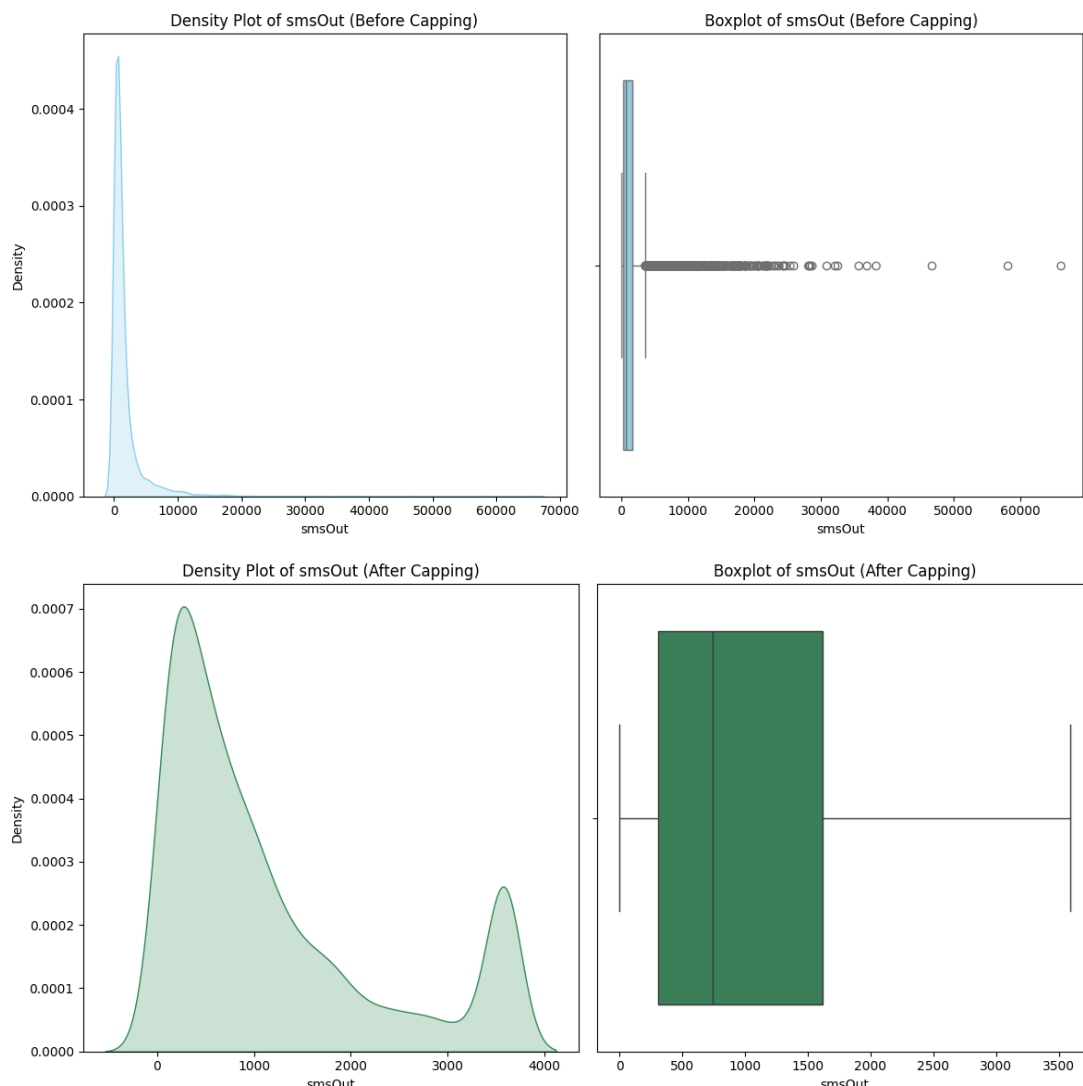 Density Plot of smsOut (Before Capping)
Density
0.0004
0.0003
0.0002
0.0001
0.0000
0 10000 20000 30000 40000 50000 60000 70000
smsOut
Boxplot of smsOut (Before Capping)
0 10000 20000 30000 40000 50000 60000
smsOut
Density Plot of smsOut (After Capping)
Density
0.0007
0.0006
0.0005
0.0004
0.0003
0.0002
0.0001
0.0000
0 1000 2000 3000 4000
smsOut
Boxplot of smsOut (After Capping)
0 500 1000 1500 2000 2500 3000 3500
smsOut